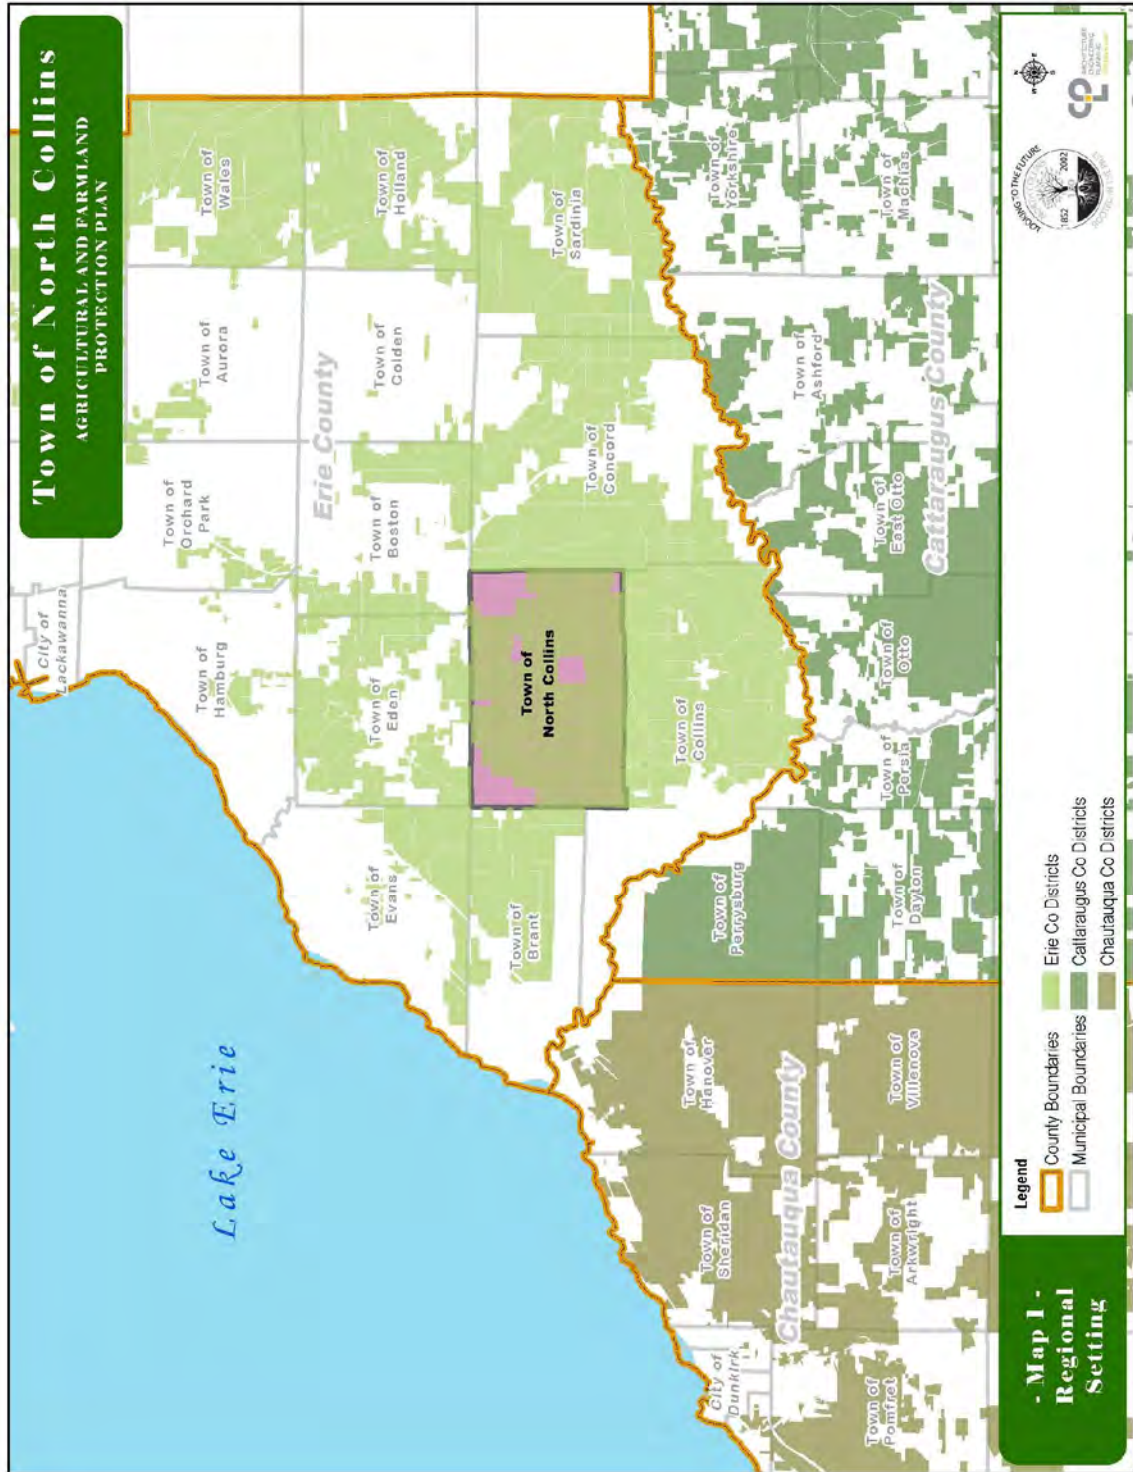 Town of North Collins
AGRICULTURAL AND FARMLAND
PROTECTION PLAN
City of
Lackawanna
Town of
Orchard
Park
Town of
Aurora
Town of
Wales
Town of
Hamburg
Erie County
Town of
Evans
Town of
Eden
Town of
Boston
Town of
Colden
Town of
Holland
Lake Erie
Town of
Brant
Town of
North Collins
Town of
Concord
Town of
Sardinia
Town of
Collins
City of
Dunkirk
Town of
Sheridan
Town of
Hanover
Town of
Perrysburg
Town of
Yorkshire
Town of
Ashford
Chautauqua County
Cattaraugus County
Town of
Pomfret
Town of
Arkwright
Town of
Villenova
Town of
Dayton
Town of
Persia
Town of
Otto
Town of
East Otto
Town of
Machias
- Map 1 -
Regional
Setting
Legend
County Boundaries
Municipal Boundaries
Erie Co Districts
Cattaraugus Co Districts
Chautauqua Co Districts
LOOKING TO THE FUTURE
1852
2002
N
CPL
ARCHITECTURE
ENGINEERING
PLANNING